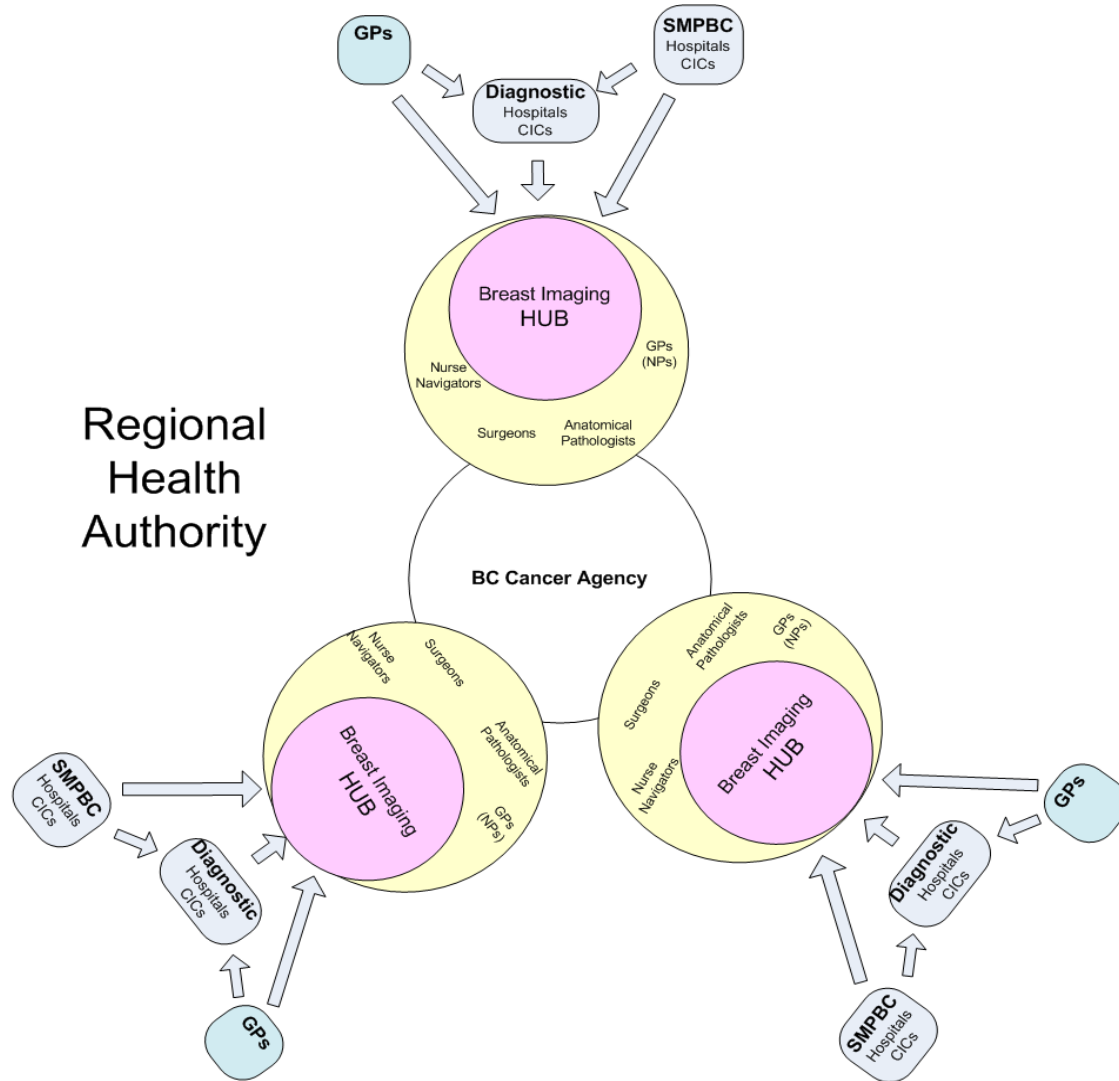 GPs
SMPBC
Hospitals
CICs
Diagnostic
Hospitals
CICs
Breast Imaging
HUB
GPs
(NPs)
Nurse
Navigators
Surgeons
Anatomical
Pathologists
Regional
Health
Authority
BC Cancer Agency
Nurse
Navigators
Surgeons
Anatomical
Pathologists
GPs
(NPs)
Breast Imaging
HUB
SMPBC
Hospitals
CICs
Diagnostic
Hospitals
CICs
GPs
Anatomical
Pathologists
GPs
(NPs)
Surgeons
Nurse
Navigators
Breast Imaging
HUB
GPs
Diagnostic
Hospitals
CICs
SMPBC
Hospitals
CICs